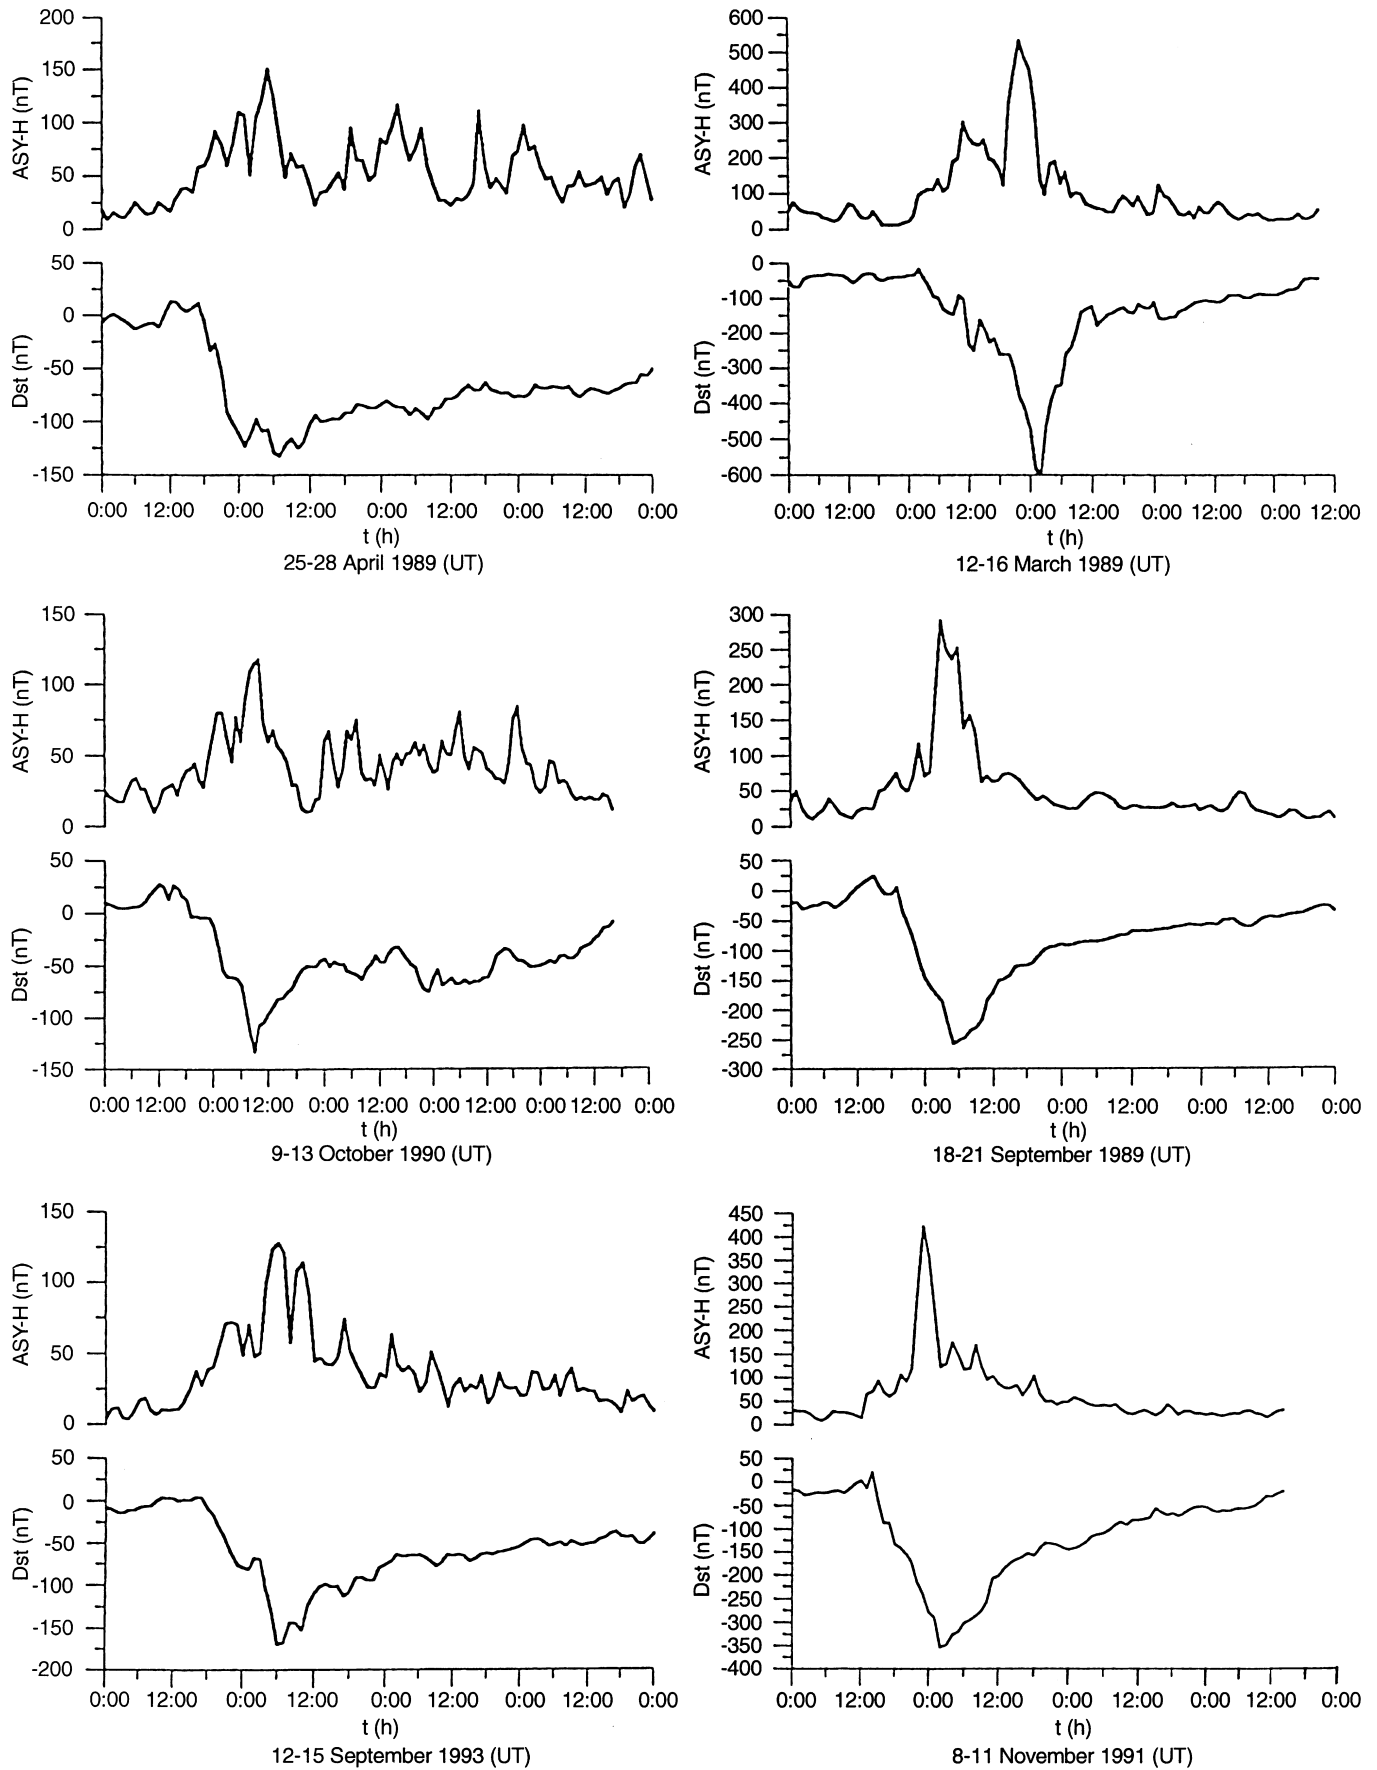 200
150
100
50
0
ASY-H (nT)
50
0
-50
-100
-150
Dst (nT)
0:00 12:00 0:00 12:00 0:00 12:00 0:00 12:00 0:00
t (h)
25-28 April 1989 (UT)
600
500
400
300
200
100
0
ASY-H (nT)
0
-100
-200
-300
-400
-500
-600
Dst (nT)
0:00 12:00 0:00 12:00 0:00 12:00 0:00 12:00 0:00 12:00
t (h)
12-16 March 1989 (UT)
150
100
50
0
ASY-H (nT)
50
0
-50
-100
-150
Dst (nT)
0:00 12:00 0:00 12:00 0:00 12:00 0:00 12:00 0:00 12:00 0:00
t (h)
9-13 October 1990 (UT)
300
250
200
150
100
50
0
ASY-H (nT)
50
0
-50
-100
-150
-200
-250
-300
Dst (nT)
0:00 12:00 0:00 12:00 0:00 12:00 0:00 12:00 0:00
t (h)
18-21 September 1989 (UT)
150
100
50
0
ASY-H (nT)
50
0
-50
-100
-150
-200
Dst (nT)
0:00 12:00 0:00 12:00 0:00 12:00 0:00 12:00 0:00
t (h)
12-15 September 1993 (UT)
450
400
350
300
250
200
150
100
50
0
ASY-H (nT)
50
0
-50
-100
-150
-200
-250
-300
-350
-400
Dst (nT)
0:00 12:00 0:00 12:00 0:00 12:00 0:00 12:00 0:00
t (h)
8-11 November 1991 (UT)